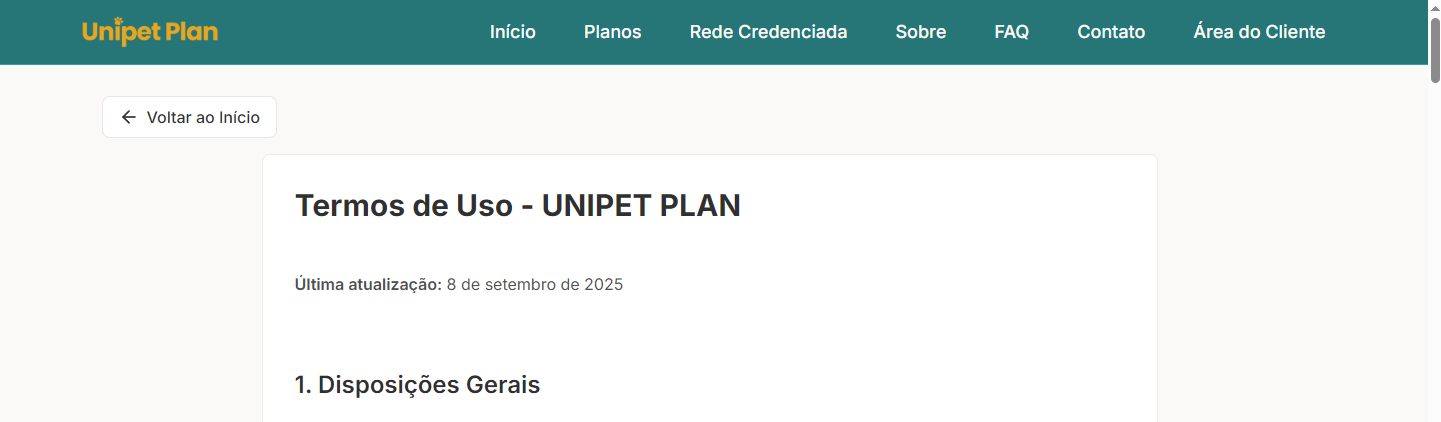 Unipet Plan
Início Planos Rede Credenciada Sobre FAQ Contato Área do Cliente
Voltar ao Início
Termos de Uso - UNIPET PLAN
Última atualização: 8 de setembro de 2025
1. Disposições Gerais